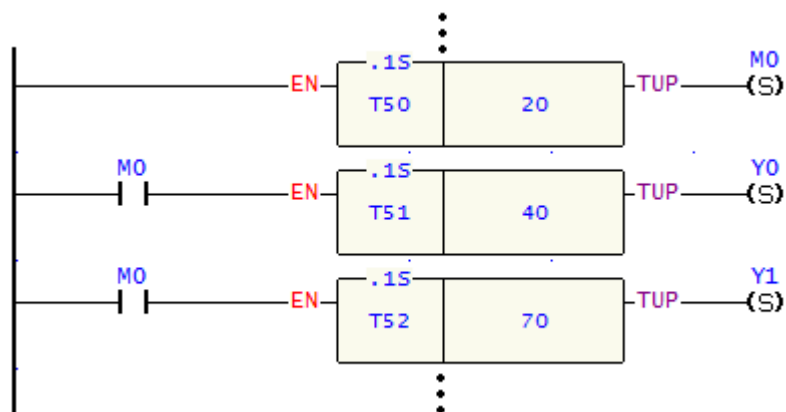 .1S M0
EN T50 20 TUP (S)
M0 .1S Y0
EN T51 40 TUP (S)
M0 .1S Y1
EN T52 70 TUP (S)